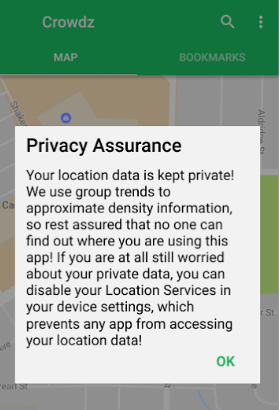 Crowdz
MAP
BOOKMARKS
Privacy Assurance
Your location data is kept private!
We use group trends to
approximate density information,
so rest assured that no one can
find out where you are using this
app! If you are at all still worried
about your private data, you can
disable your Location Services in
your device settings, which
prevents any app from accessing
your location data!
OK